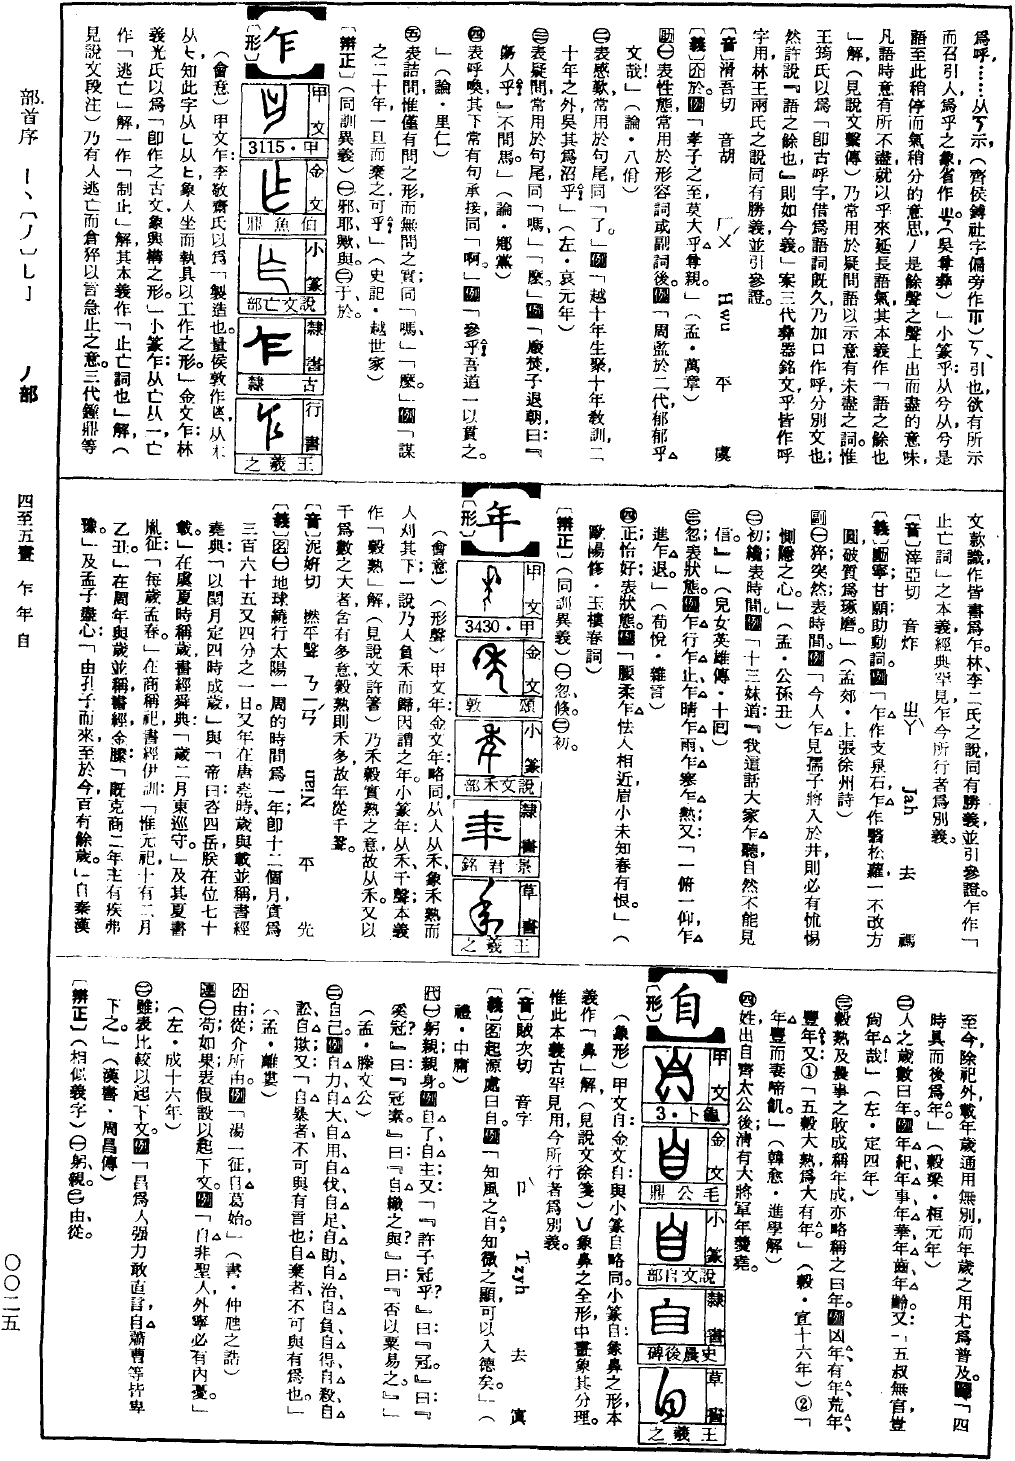 爲呼……从丂示（齊侯鎛社字偏旁作）丂、引也欲有所示
而召引人爲乎之象省作（吳尊彝）」小篆乎从兮从丿是
語至此稍停而氣稍分的意思丿是餘聲之聲上出而盡的意味，
凡語時意有所不盡就以乎來延長語氣其本義作「語之餘也
」解（見說文繫傳）乃常用於疑問語以示意有未盡之詞惟
王筠氏以爲「卽古呼字借爲語詞旣久乃加口作呼分別文也；
然許說『語之餘也』則如今義」案三代彝器銘文乎皆作呼
字用林王兩氏之說同有勝義並引參證。
〔音〕滑吾切　音胡　ㄏㄨ　Hwu　平　虞
〔義〕介於。例「孝子之至莫大乎尊親」（孟・萬章）
助㊀表性態常用於形容詞或副詞後。例「周監於二代郁郁乎
文哉！」（論・八佾）
㊁表感歎常用於句尾同「了。」例「越十年生聚十年敎訓，二
十年之外吳其爲沼乎！」（左・哀元年）
㊂表疑問常用於句尾同「嗎，」「麼。」例「廄焚子退朝曰：『
傷人乎？』不問馬。」（論・鄉黨）
㊃表呼喚其下常有句承接同「啊。」例「參乎！吾道一以貫之。
」（論・里仁）
㊄表詰問惟僅有問之形而無問之實同「嗎」、「麼。」例「謀
之二十年一旦而棄之可乎？」（史記・越世家）
〔辨正〕（同訓異義）㊀邪耶歟與㊁于、於。
乍
〔形〕
甲文　3115・甲
金文　伯魚鼎
小篆　說文亡部
隸書　古隸
行書　王羲之
（會意）甲文乍：李敬齋氏以爲「製造也。量侯敦作，从木
从匕知此字从乚从匕象人坐而執具以工作之形。」金文乍：林
義光氏以爲「卽作之古文，象興構之形。」小篆乍：从亡从一，亡
作「逃亡」解，一作「制止」解，其本義作「止亡詞也」解，（
見說文段注）乃有人逃亡而倉猝以言急止之之意。三代鐘鼎等
文款識作皆書爲乍。林、李二氏之說，同有勝義並引參證。乍作「
止亡詞」之本義經典罕見乍今所行者爲別義。
〔音〕淬亞切　音炸　ㄓㄚˋ　Jah　去　禡
〔義〕動寧甘願助動詞。例「乍作支泉石，乍作翳松蘿；一不改方
圓，破質爲琢磨。」（孟郊・上張徐州詩）
副㊀猝；突然表時間。例「今人乍見孺子將入於井，則必有怵惕
惻隱之心。」（孟・公孫丑）
㊁初；纔；表時間。例「十三妹道：『我這話大家乍聽，自然不能見
信。』」（兒女英雄傳・十回）
㊂忽；表狀態。例乍行乍止，乍晴乍雨，乍寒乍熱。又：「一俯一仰，乍
進乍退。」（荀悅・雜言）
㊃正；恰好；表狀態。例「腰柔乍怯人相近，眉小未知春有恨。」（
歐陽修・玉樓春詞）
〔辨正〕（同訓異義）㊀忽、倏。㊁初。
年
〔形〕
甲文　3430・甲
金文　頌敦
小篆　說文禾部
隸書　景君銘
草書　王羲之
（會意）（形聲）甲文年金文年略同，从人从禾象禾熟而
人刈其下；一說乃人負禾而歸因謂之年。小篆年从禾、千聲，本義
作「穀熟」解（見說文許箸）乃禾穀實熟之意故从禾。又以
千爲數之大者含有多意穀熟則禾多故年從千聲。
〔音〕泥姸切　撚平聲　ㄋㄧㄢˊ　Nian　平　先
〔義〕名㊀地球繞行太陽一周的時間爲一年，卽十二個月，實爲
三百六十五又四分之一日。又年在唐堯時，歲與載並稱，書經
堯典：「以閏月定四時成歲」與「帝曰咨四岳朕在位七十
載。」在虞夏時稱歲，書經舜典：「歲二月東巡守。」及其夏書
胤征：「每歲孟春。」在商稱祀，書經伊訓：「惟元祀十有二月
乙丑。」在周年與歲並稱，書經金縢：「旣克商二年，王有疾弗
豫。」及孟子盡心：「由孔子而來至於今百有餘歲。」自秦漢
至今，除祀外載年歲通用無別，而年歲之用尤爲普及。例「四
時具而後爲年。」（穀梁・桓元年）
㊁人之歲數曰年。例年紀、年事、年華、年齒、年齡。又「五叔無官，豈
尙年哉！」（左・定四年）
㊂穀熟及農事之收成稱年成，亦略稱之曰年。例凶年、有年、荒年、
豐年。又①「五穀大熟爲大有年。」（穀・宣十六年）②「
年豐而妻啼飢。」（韓愈・進學解）
㊃姓。出自齊太公後。淸有大將軍年羹堯。
自
〔形〕
甲文　3・卜龜
金文　毛公鼎
小篆　說文自部
隸書　史晨後碑
草書　王羲之
（象形）甲文自：金文自與小篆自略同。小篆自：象鼻之形，本
義作「鼻」解，（見說文徐箋）象鼻之全形中畫象其分理。
惟此本義古罕見用，今所行者爲別義。
〔音〕疾次切　音字　ㄗˋ　Tzyh　去　寘
〔義〕名起源處曰自。例「知風之自，知微之顯，可以入德矣。」（
禮・中庸）
代㊀躬親；親身。例自了、自主。又：「『許子冠乎？』曰：『冠。』曰：『
奚冠？』曰：『冠素。』曰：『自織之與？』曰：『否，以粟易之。』」
（孟・滕文公）
㊁自己。例自力、自大、自用、自伐、自足、自助、自治、自負、自得、自救、自
訟、自欺。又：「自暴者不可與有言也；自棄者不可與有爲也。」
（孟・離婁）
介由；從；介所由。例「湯一征，自葛始。」（書・仲虺之誥）
連㊀苟；如果；表假設以起下文。例「自非聖人，外寧必有內憂。」
（左・成十六年）
㊁雖；表比較以起下文。例「昌爲人强力，敢直言，自蕭曹等皆卑
下之。」（漢書・周昌傳）
〔辨正〕（相似義字）㊀躬、親。㊁由、從。
部首序　丨丶〔丿〕乚亅　丿部　四至五畫　乍年自　〇〇二五